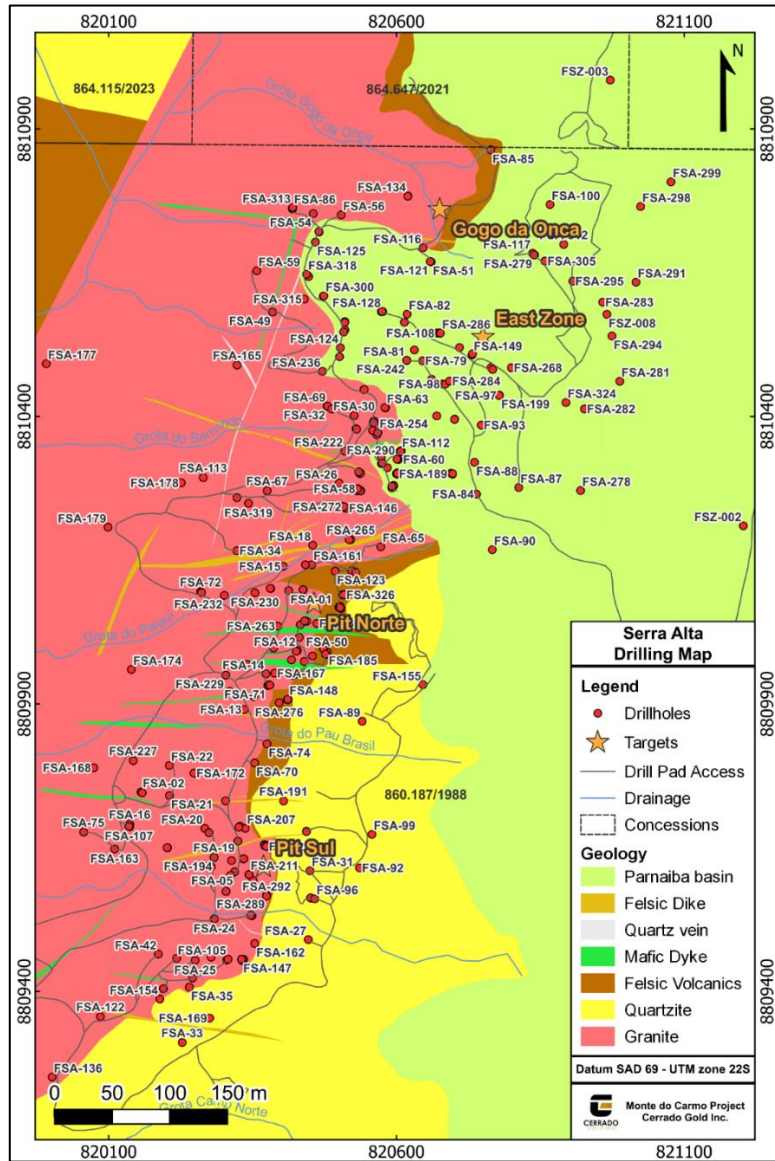 820100 820600 821100
FSZ-003
N
864.115/2023 864.647/2021
Grota Gogo da Onça
8810900 8810900
FSA-85
FSA-299
FSA-134
FSA-313 FSA-86 FSA-56 FSA-100 FSA-298
FSA-54 Gogo da Onça
FSA-125 FSA-116 FSA-117
FSA-59 FSA-318 FSA-121 FSA-51 FSA-279 FSA-305
FSA-300 FSA-295 FSA-291
FSA-315 FSA-128 FSA-82 FSA-283
FSA-49 East Zone FSZ-008
FSA-124 FSA-108 FSA-286 FSA-294
FSA-177 FSA-165 FSA-81 FSA-79 FSA-149
FSA-236 FSA-242 FSA-268
FSA-98 FSA-284 FSA-281
FSA-69 FSA-63 FSA-97 FSA-199 FSA-324
FSA-32 FSA-30 FSA-282
8810400 8810400
Grota do Benvindo
FSA-254 FSA-93
FSA-222 FSA-290 FSA-112
FSA-113 FSA-60
FSA-178 FSA-67 FSA-26 FSA-189 FSA-88
FSA-58 FSA-84 FSA-87 FSA-278
FSA-319 FSA-272 FSA-146
FSA-179 FSA-265 FSZ-002
FSA-18 FSA-65
FSA-34 FSA-90
FSA-15 FSA-161
FSA-72 FSA-123
FSA-232 FSA-230 FSA-01 FSA-326
Grota do
FSA-263 Pit Norte
FSA-12 FSA-50
FSA-174 FSA-14 FSA-185
FSA-229 FSA-167 FSA-155
FSA-71 FSA-148
8809900 8809900
FSA-13 FSA-276 FSA-89
Grota do Pau Brasil
FSA-74
FSA-227 FSA-22 FSA-70
FSA-168 FSA-172
FSA-02 860.187/1988
FSA-21 FSA-191
FSA-16 FSA-20 FSA-207
FSA-75 FSA-107 FSA-99
FSA-19 Pit Sul
FSA-163 FSA-194 FSA-211 FSA-31 FSA-92
FSA-05
FSA-292 FSA-96
FSA-289
FSA-24
FSA-27
FSA-42 FSA-105 FSA-162
FSA-25 FSA-147
8809400 8809400
FSA-154 FSA-35
FSA-122 FSA-169
FSA-33
FSA-136
0 50 100 150 m
Grota Campo Norte
820100 820600 821100
Serra Alta
Drilling Map
Legend
Drillholes
Targets
Drill Pad Access
Drainage
Concessions
Geology
Parnaiba basin
Felsic Dike
Quartz vein
Mafic Dyke
Felsic Volcanics
Quartzite
Granite
Datum SAD 69 - UTM zone 22S
CERRADO
Monte do Carmo Project
Cerrado Gold Inc.